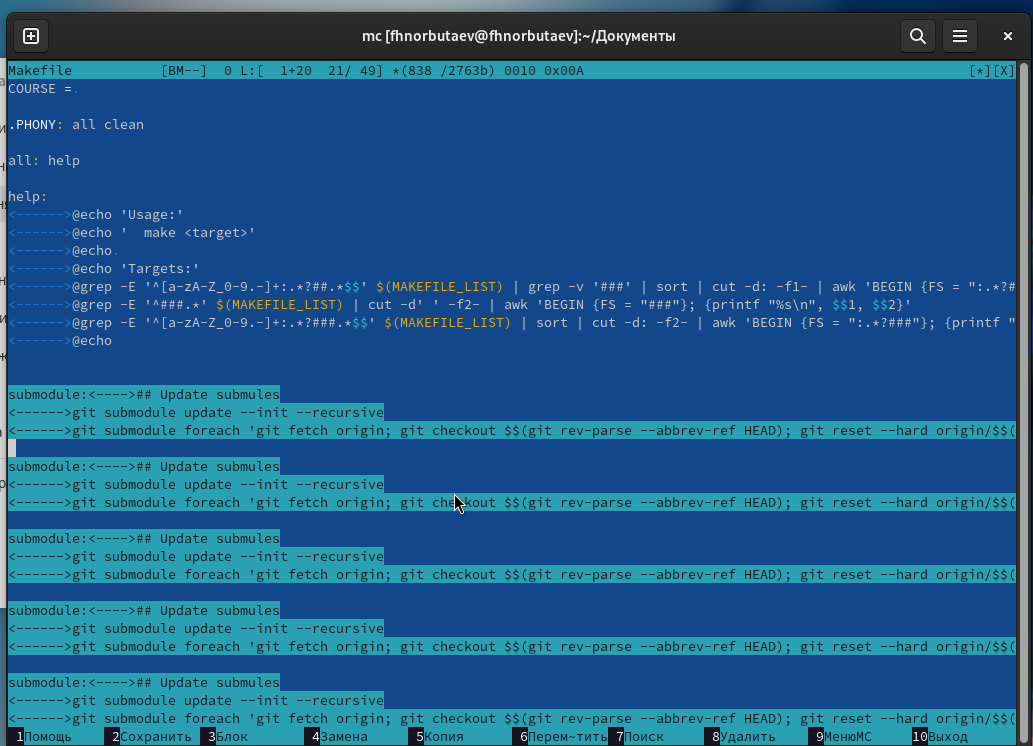 mc [fhnorbutaev@fhnorbutaev]:~/Документы
Makefile [BM--] 0 L:[ 1+20 21/ 49] *(838 /2763b) 0010 0x00A [*][X]
COURSE =.
.PHONY: all clean
all: help
help:
<------>@echo 'Usage:'
<------>@echo '  make <target>'
<------>@echo.
<------>@echo 'Targets:'
<------>@grep -E '^[a-zA-Z_0-9.-]+:.*?##.*$$' $(MAKEFILE_LIST) | grep -v '###' | sort | cut -d: -f1- | awk 'BEGIN {FS = ":.*?#
<------>@grep -E '^###.*' $(MAKEFILE_LIST) | cut -d' ' -f2- | awk 'BEGIN {FS = "###"}; {printf "%s\n", $$1, $$2}'
<------>@grep -E '^[a-zA-Z_0-9.-]+:.*?###.*$$' $(MAKEFILE_LIST) | sort | cut -d: -f2- | awk 'BEGIN {FS = ":.*?###"}; {printf "
<------>@echo
submodule:<---->## Update submules
<------>git submodule update --init --recursive
<------>git submodule foreach 'git fetch origin; git checkout $$(git rev-parse --abbrev-ref HEAD); git reset --hard origin/$$(
submodule:<---->## Update submules
<------>git submodule update --init --recursive
<------>git submodule foreach 'git fetch origin; git checkout $$(git rev-parse --abbrev-ref HEAD); git reset --hard origin/$$(
submodule:<---->## Update submules
<------>git submodule update --init --recursive
<------>git submodule foreach 'git fetch origin; git checkout $$(git rev-parse --abbrev-ref HEAD); git reset --hard origin/$$(
submodule:<---->## Update submules
<------>git submodule update --init --recursive
<------>git submodule foreach 'git fetch origin; git checkout $$(git rev-parse --abbrev-ref HEAD); git reset --hard origin/$$(
submodule:<---->## Update submules
<------>git submodule update --init --recursive
<------>git submodule foreach 'git fetch origin; git checkout $$(git rev-parse --abbrev-ref HEAD); git reset --hard origin/$$(
1Помощь 2Сохранить 3Блок 4Замена 5Копия 6Перем~тить 7Поиск 8Удалить 9МенюMC 10Выход